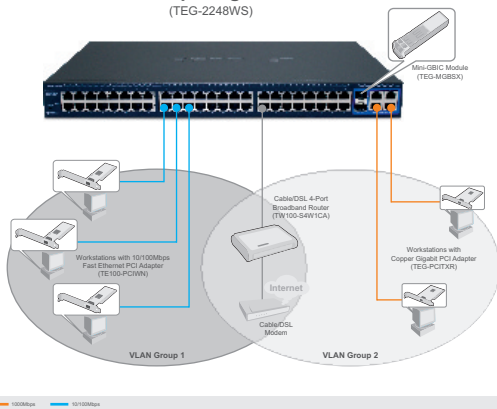 (TEG-2248WS)
Mini-GBIC Module
(TEG-MGBSX)
Cable/DSL 4-Port
Broadband Router
(TW100-S4W1CA)
Workstations with 10/100Mbps
Fast Ethernet PCI Adapter
(TE100-PCIWN)
Workstations with
Copper Gigabit PCI Adapter
(TEG-PCITXR)
Internet
Cable/DSL
Modem
VLAN Group 1
VLAN Group 2
1000Mbps
10/100Mbps